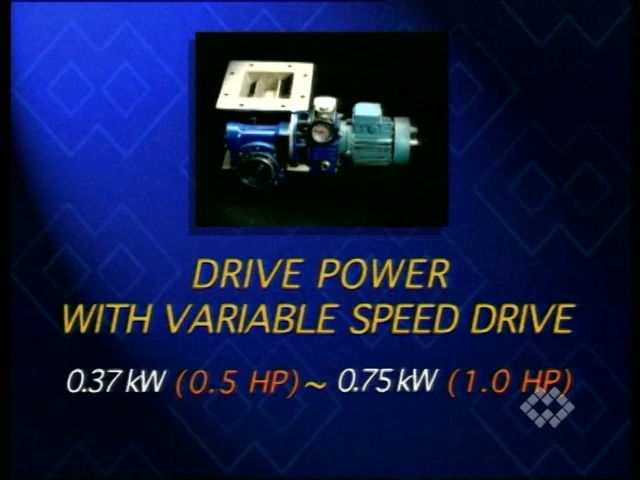 DRIVE POWER
WITH VARIABLE SPEED DRIVE
0.37 kW (0.5 HP) ~ 0.75 kW (1.0 HP)